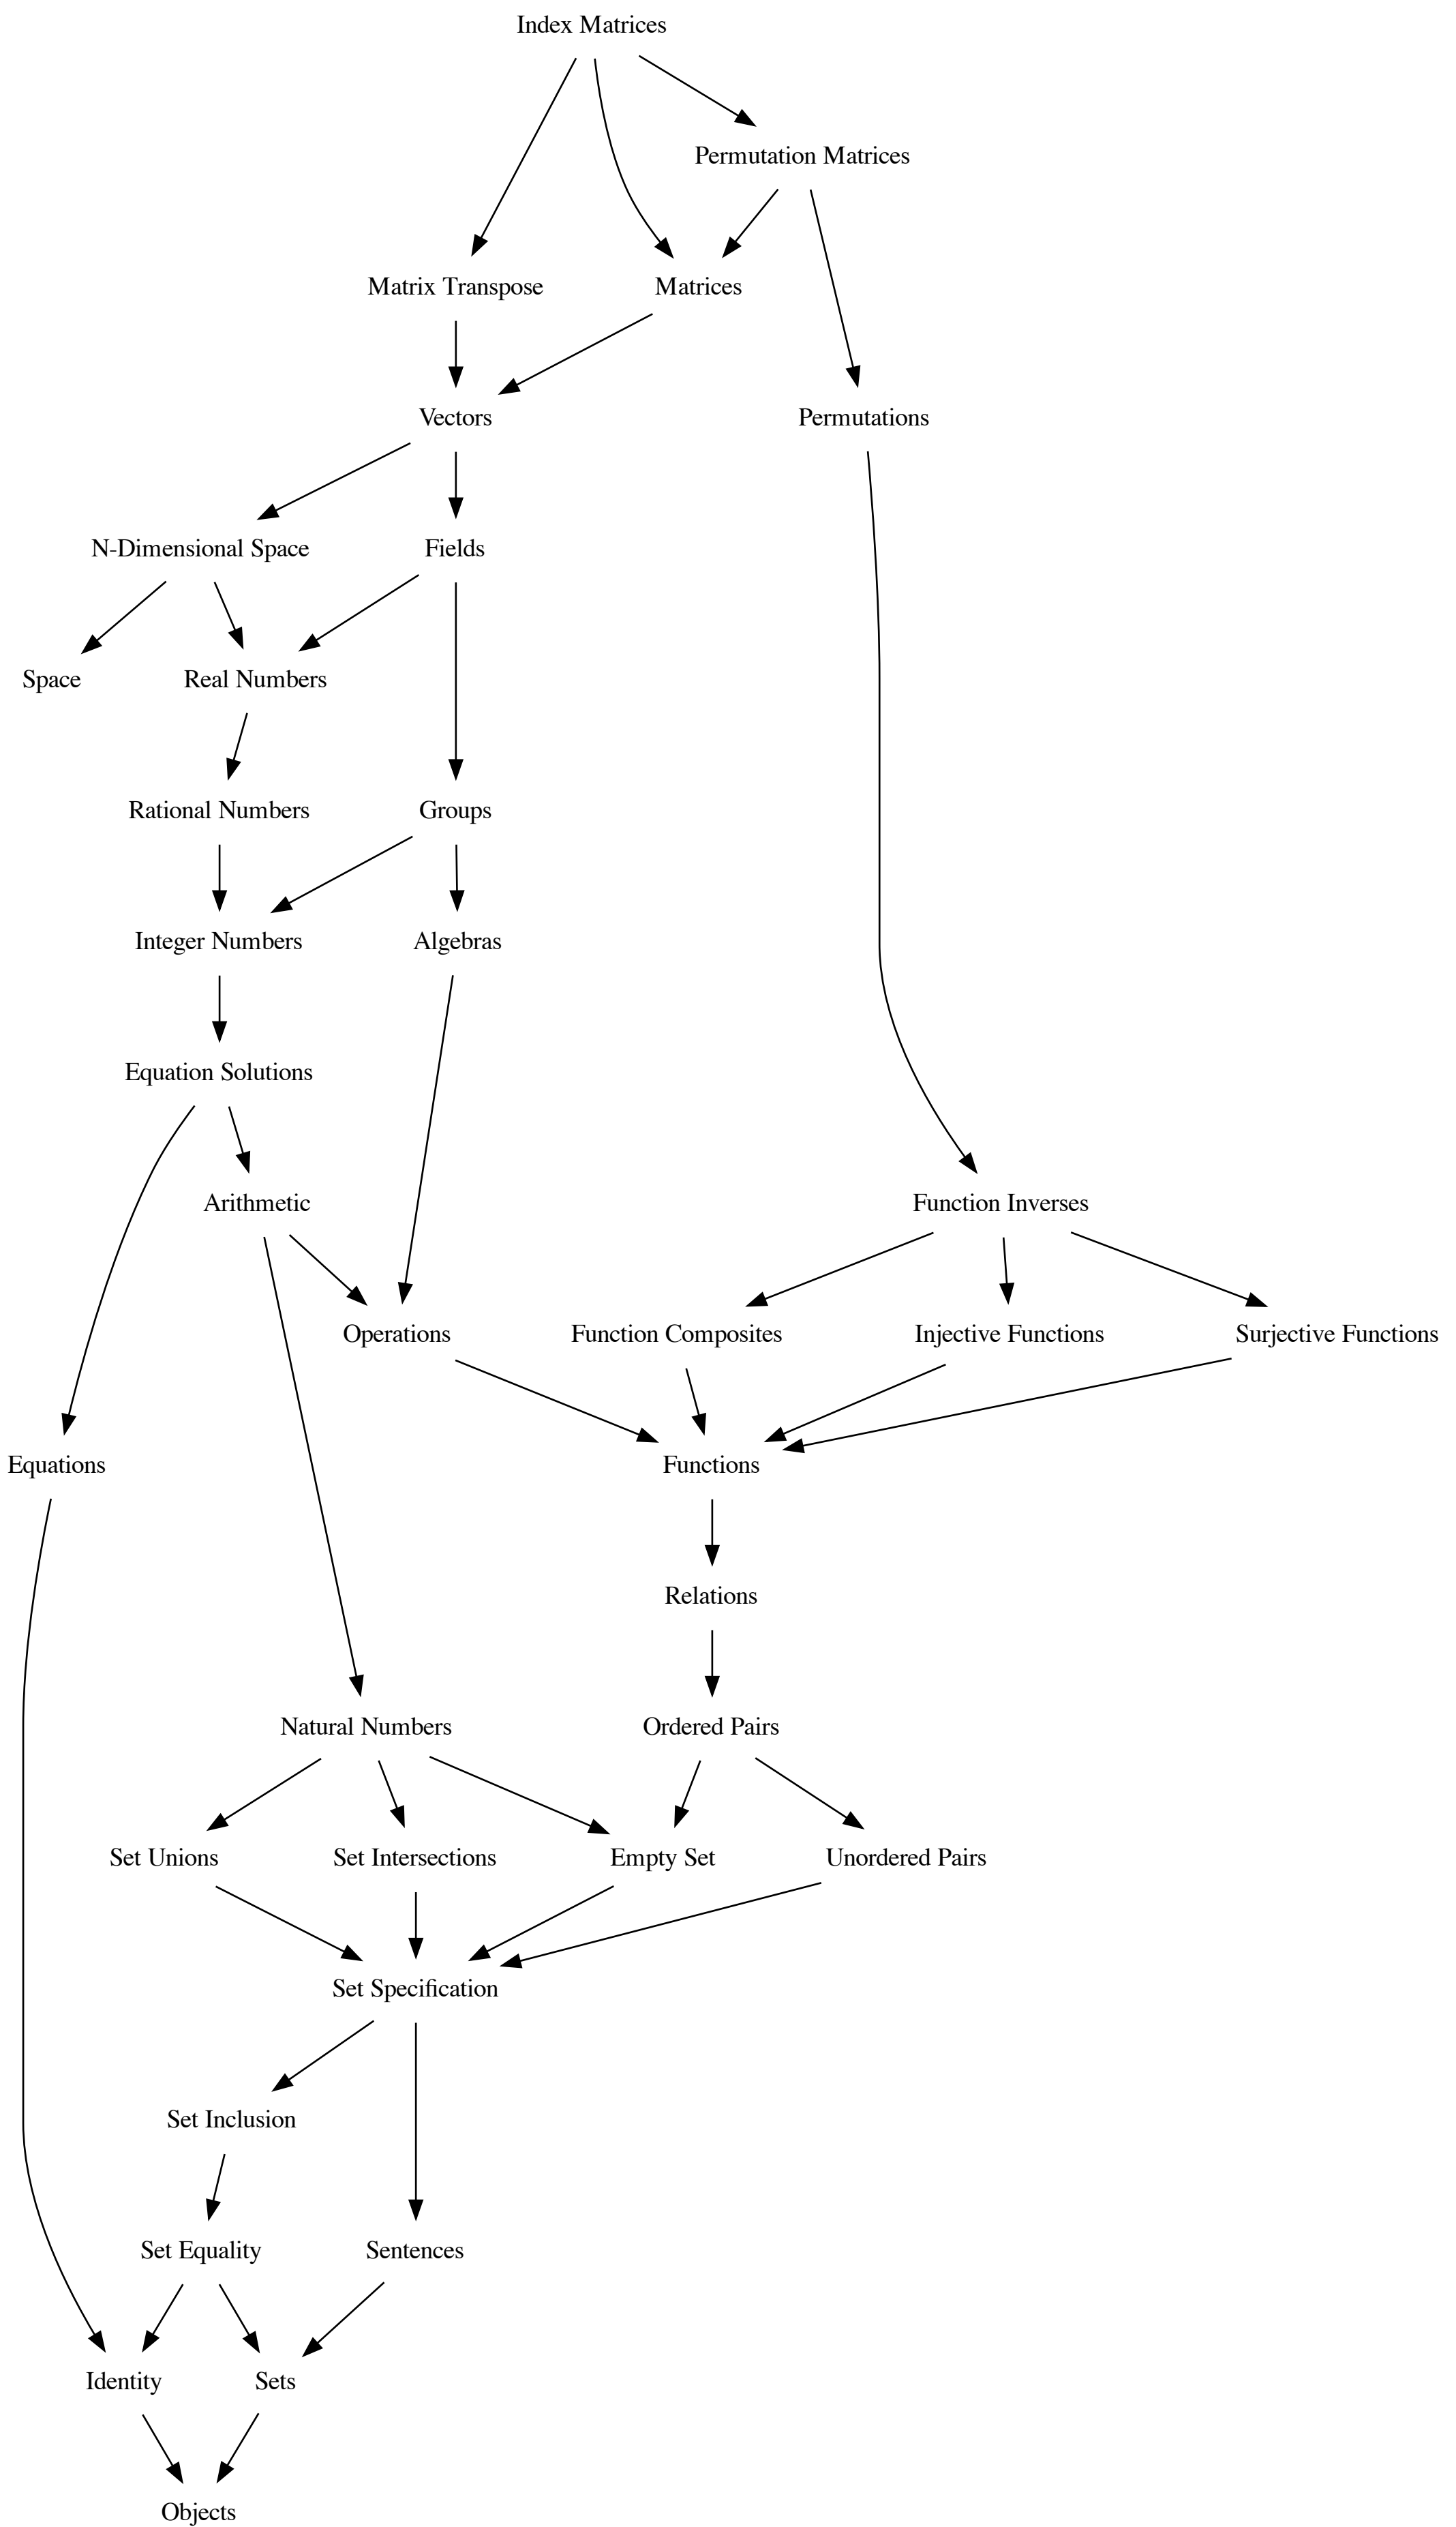 Index Matrices
Permutation Matrices
Matrix Transpose
Matrices
Vectors
Permutations
N-Dimensional Space
Fields
Space
Real Numbers
Rational Numbers
Groups
Integer Numbers
Algebras
Equation Solutions
Arithmetic
Function Inverses
Operations
Function Composites
Injective Functions
Surjective Functions
Equations
Functions
Relations
Natural Numbers
Ordered Pairs
Set Unions
Set Intersections
Empty Set
Unordered Pairs
Set Specification
Set Inclusion
Set Equality
Sentences
Identity
Sets
Objects